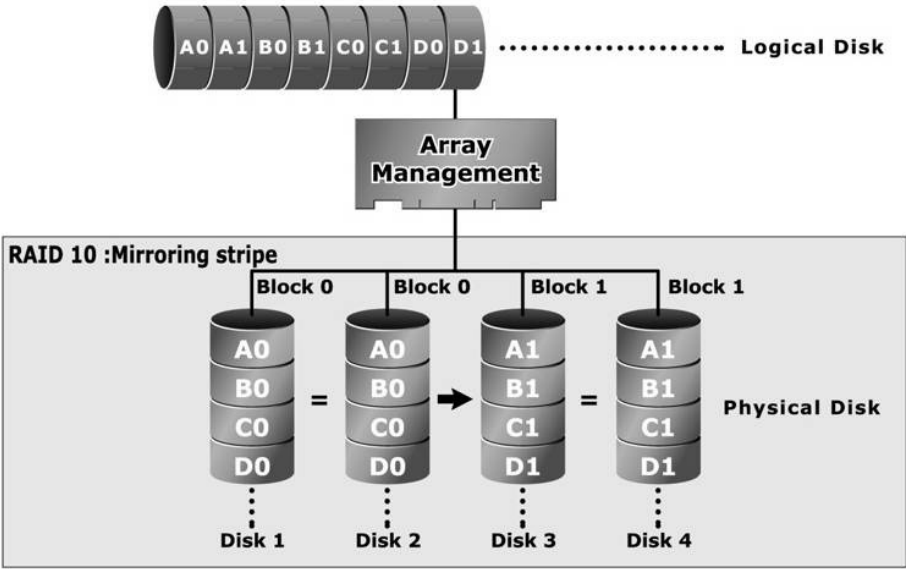 A0 A1 B0 B1 C0 C1 D0 D1 Logical Disk
Array
Management
RAID 10 :Mirroring stripe
Block 0 Block 0 Block 1 Block 1
A0 A0 A1 A1
B0 = B0 B1 = B1
Physical Disk
C0 C0 C1 C1
D0 D0 D1 D1
Disk 1 Disk 2 Disk 3 Disk 4